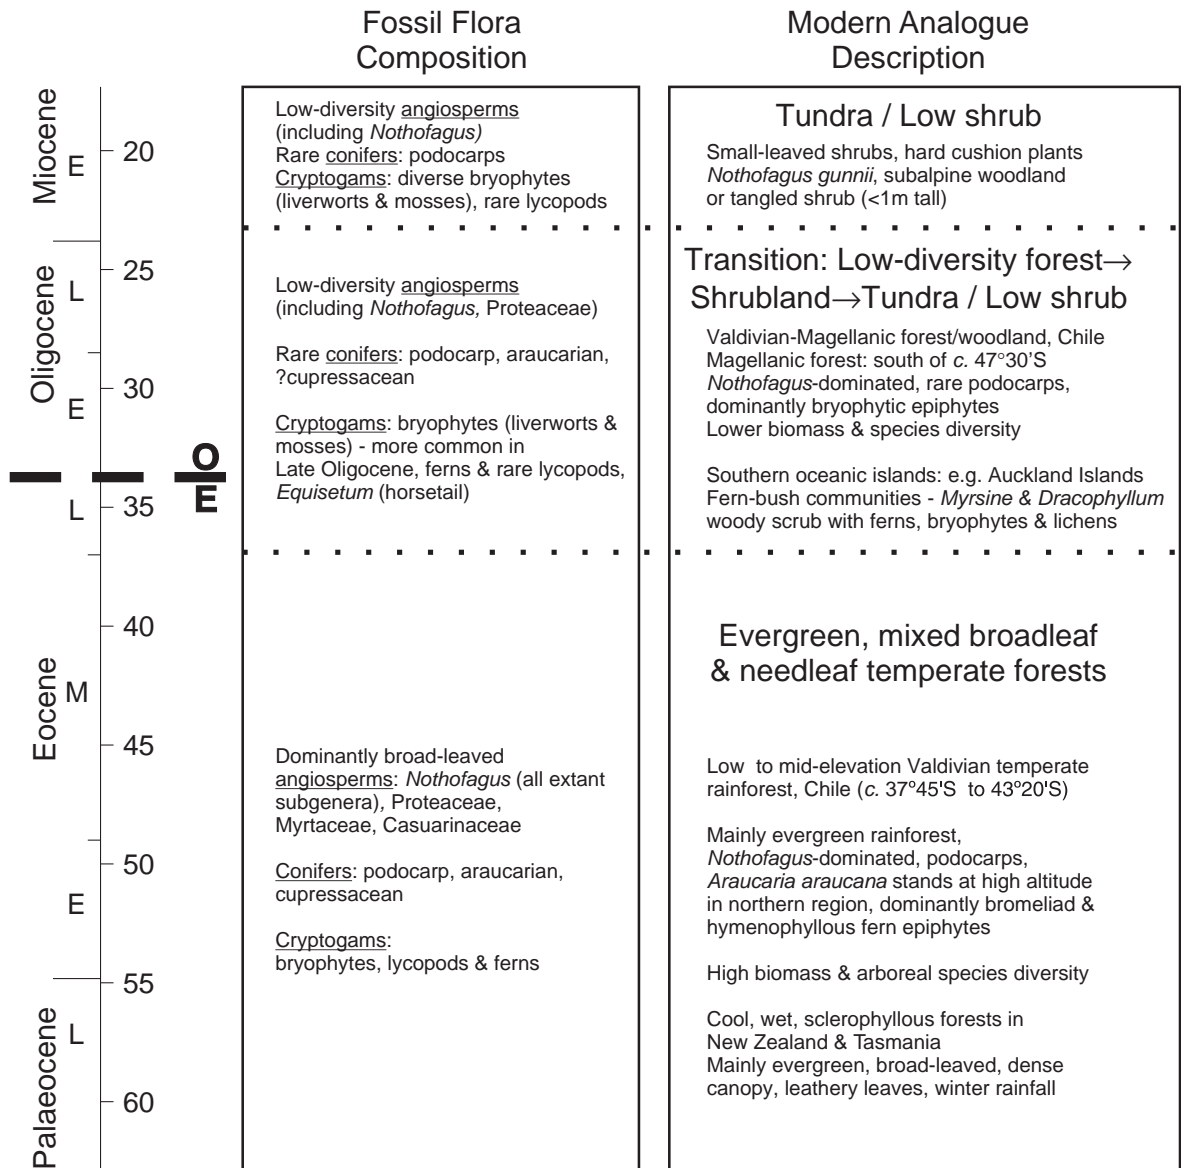 Fossil Flora
Composition
Modern Analogue
Description
Miocene
E
20
Oligocene
L
E
25
30
O
E
Eocene
L
M
E
35
40
45
50
Palaeocene
L
55
60
Low-diversity angiosperms
(including Nothofagus)
Rare conifers: podocarps
Cryptogams: diverse bryophytes
(liverworts & mosses), rare lycopods
Tundra / Low shrub
Small-leaved shrubs, hard cushion plants
Nothofagus gunnii, subalpine woodland
or tangled shrub (<1m tall)
Low-diversity angiosperms
(including Nothofagus, Proteaceae)
Rare conifers: podocarp, araucarian,
?cupressacean
Cryptogams: bryophytes (liverworts &
mosses) - more common in
Late Oligocene, ferns & rare lycopods,
Equisetum (horsetail)
Transition: Low-diversity forest→
Shrubland→Tundra / Low shrub
Valdivian-Magellanic forest/woodland, Chile
Magellanic forest: south of c. 47°30’S
Nothofagus-dominated, rare podocarps,
dominantly bryophytic epiphytes
Lower biomass & species diversity
Southern oceanic islands: e.g. Auckland Islands
Fern-bush communities - Myrsine & Dracophyllum
woody scrub with ferns, bryophytes & lichens
Dominantly broad-leaved
angiosperms: Nothofagus (all extant
subgenera), Proteaceae,
Myrtaceae, Casuarinaceae
Conifers: podocarp, araucarian,
cupressacean
Cryptogams:
bryophytes, lycopods & ferns
Evergreen, mixed broadleaf
& needleaf temperate forests
Low to mid-elevation Valdivian temperate
rainforest, Chile (c. 37º45'S to 43º20'S)
Mainly evergreen rainforest,
Nothofagus-dominated, podocarps,
Araucaria araucana stands at high altitude
in northern region, dominantly bromeliad &
hymenophyllous fern epiphytes
High biomass & arboreal species diversity
Cool, wet, sclerophyllous forests in
New Zealand & Tasmania
Mainly evergreen, broad-leaved, dense
canopy, leathery leaves, winter rainfall